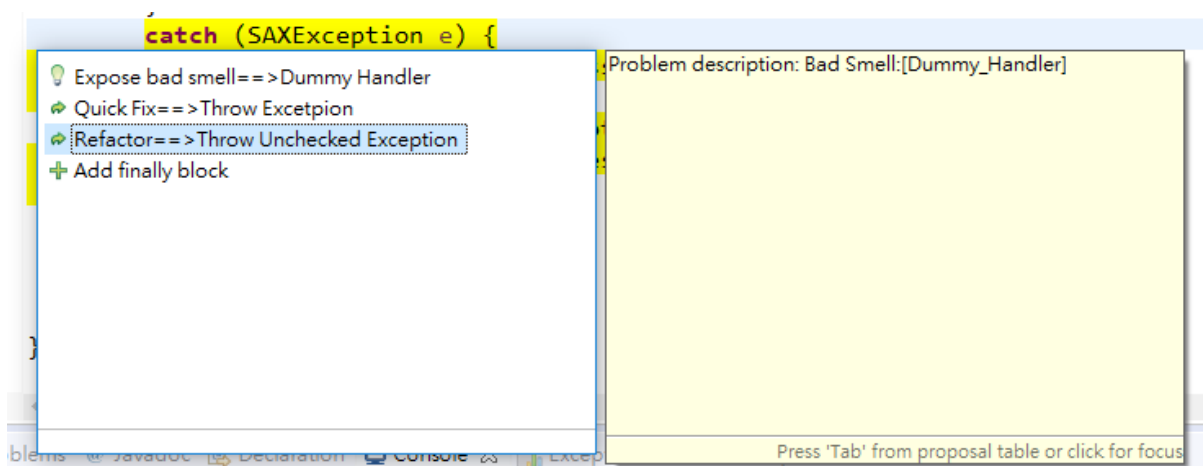 catch (SAXException e) {
Expose bad smell==>Dummy Handler
Quick Fix==>Throw Excetpion
Refactor==>Throw Unchecked Exception
Add finally block
Problem description: Bad Smell:[Dummy_Handler]
}
Press 'Tab' from proposal table or click for focus
@ Javadoc Declaration Console